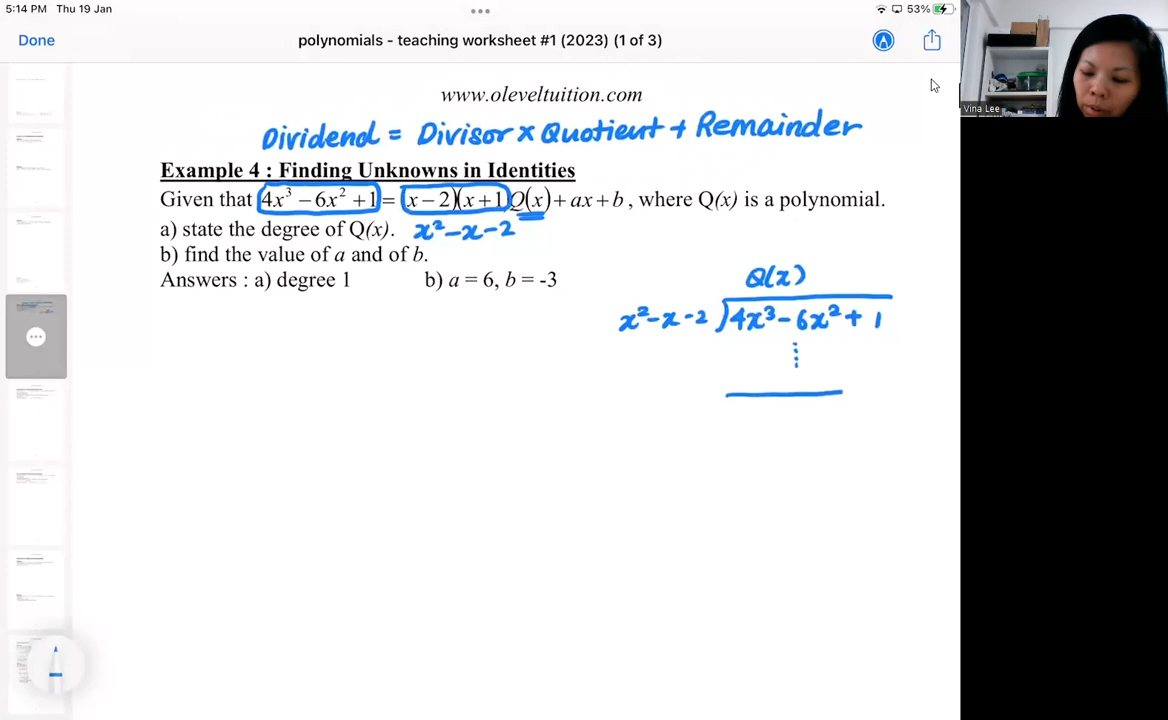 5:14 PM Thu 19 Jan
53%
Done
polynomials - teaching worksheet #1 (2023) (1 of 3)
Vina Lee
www.oleveltuition.com
Dividend = Divisor × Quotient + Remainder
Example 4 : Finding Unknowns in Identities
Given that 4x³ − 6x² + 1 = (x − 2)(x + 1)Q(x) + ax + b , where Q(x) is a polynomial.
a) state the degree of Q(x). x² − x − 2
b) find the value of a and of b.
Answers : a) degree 1 b) a = 6, b = -3
Q(x)
x² − x − 2 ) 4x³ − 6x² + 1